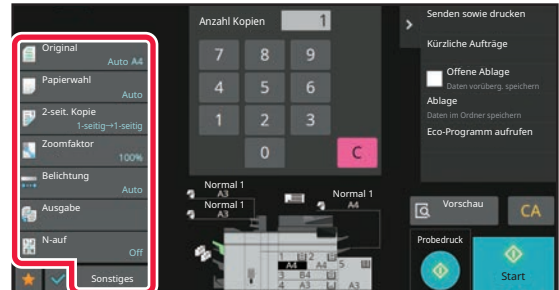 Original
Auto A4
Papierwahl
Auto
2-seit. Kopie
1-seitig→1-seitig
Zoomfaktor
100%
Belichtung
Auto
Ausgabe
N-auf
Off
Sonstiges
Anzahl Kopien 1
7 8 9
4 5 6
1 2 3
0 C
Normal 1
A3
Normal 1
A3
Normal 1
A4
1 2
A4 A4 5
3 B4
4 A3 A3
Senden sowie drucken
Kürzliche Aufträge
Offene Ablage
Daten vorüberg. speichern
Ablage
Daten im Ordner speichern
Eco-Programm aufrufen
Vorschau CA
Probedruck
Start